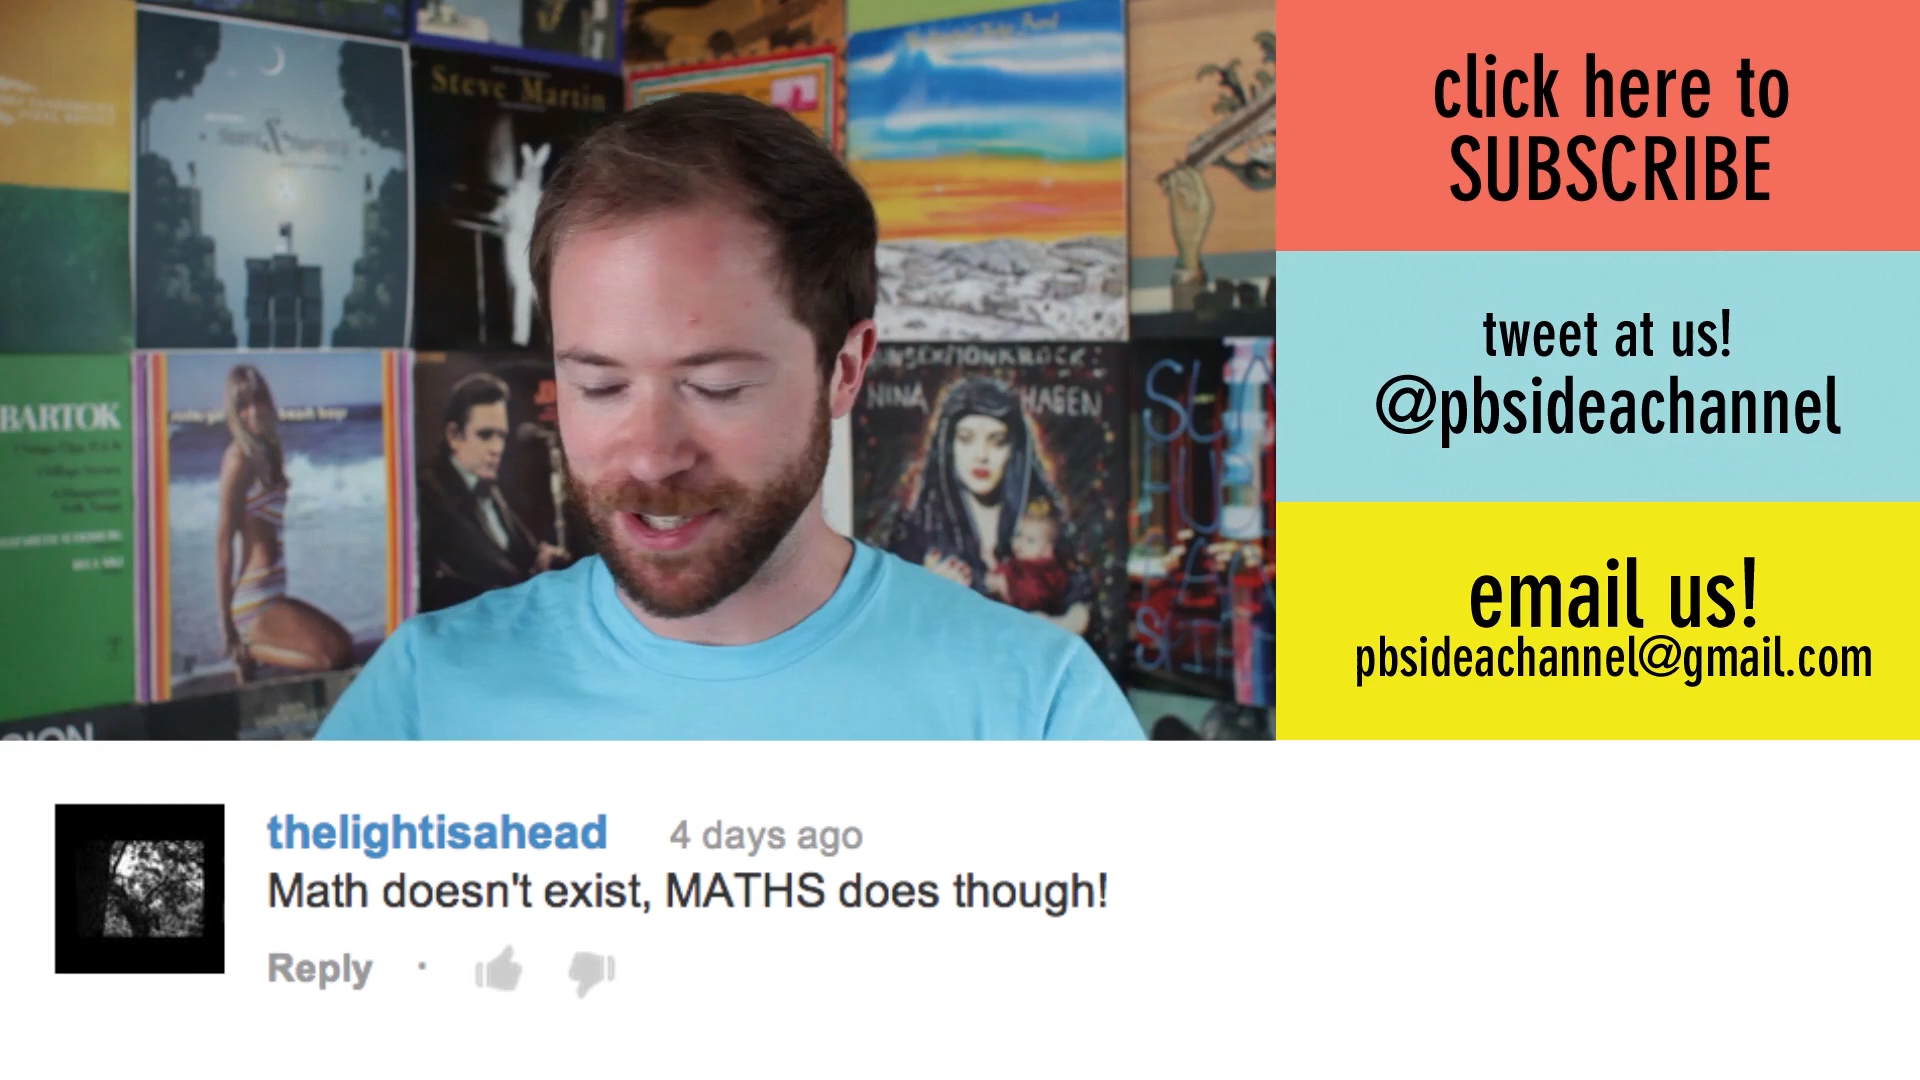 Steve Martin
BARTOK
NINA HAGEN
click here to
SUBSCRIBE
tweet at us!
@pbsideachannel
email us!
pbsideachannel@gmail.com
thelightisahead 4 days ago
Math doesn't exist, MATHS does though!
Reply